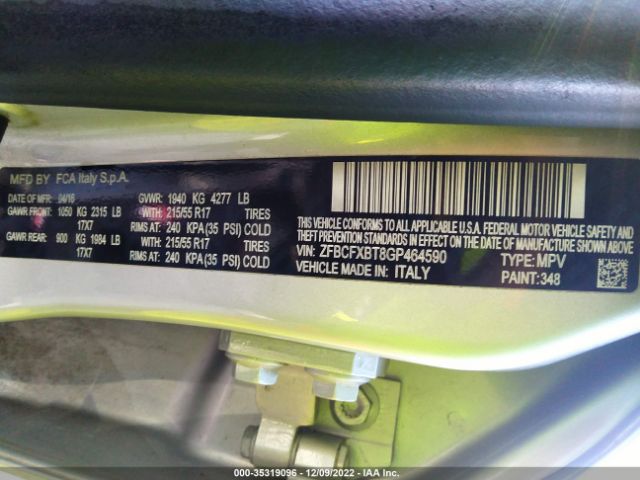 MFD BY FCA Italy S.p.A.
DATE OF MFR: 04/16 GVWR: 1940 KG 4277 LB
GAWR FRONT: 1050 KG 2315 LB WITH: 215/55 R17 TIRES
17X7 RIMS AT: 240 KPA(35 PSI) COLD
GAWR REAR: 900 KG 1984 LB WITH: 215/55 R17 TIRES
17X7 RIMS AT: 240 KPA(35 PSI) COLD
THIS VEHICLE CONFORMS TO ALL APPLICABLE U.S.A. FEDERAL MOTOR VEHICLE SAFETY AND
THEFT PREVENTION STANDARDS IN EFFECT ON THE DATE OF MANUFACTURE SHOWN ABOVE
VIN: ZFBCFXBT8GP464590 TYPE: MPV
VEHICLE MADE IN: ITALY PAINT: 348
000-35319096 - 12/09/2022 - IAA Inc.